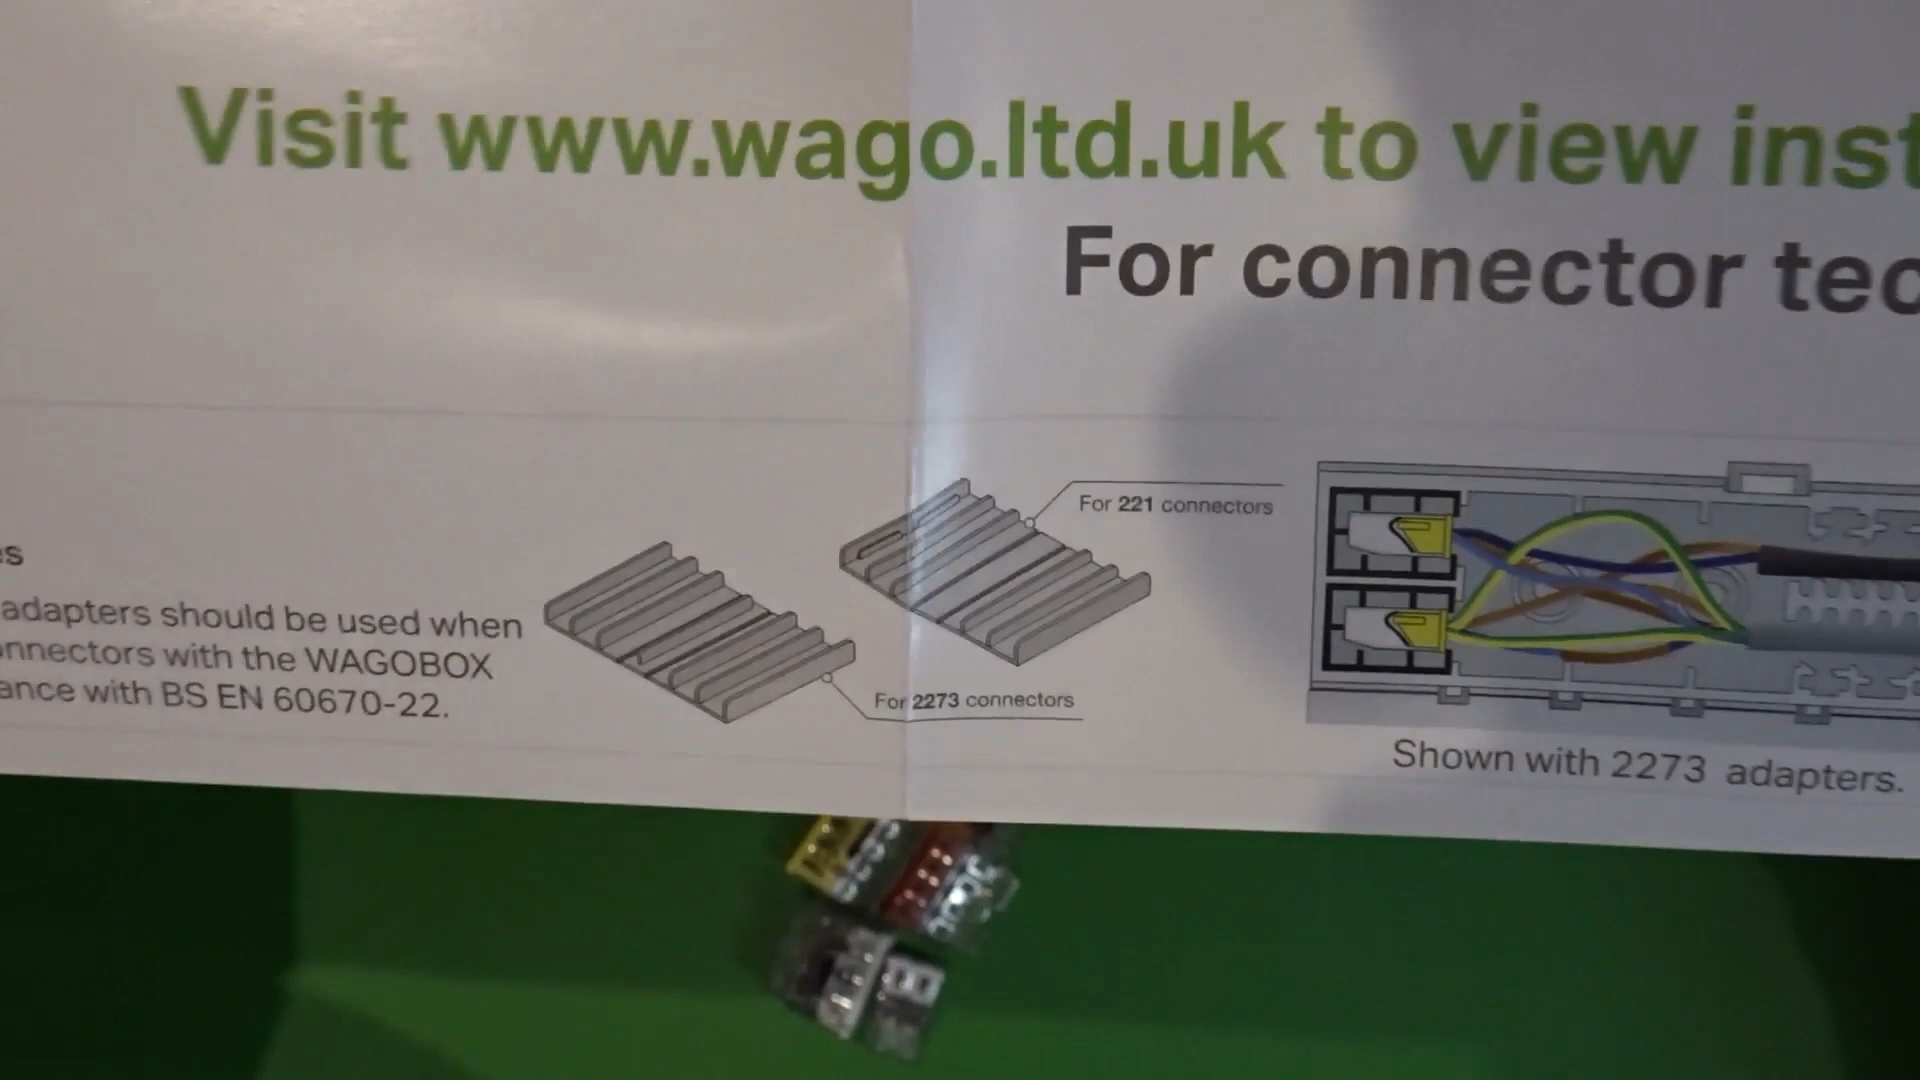 Visit www.wago.ltd.uk to view inst
For connector tec
For 221 connectors
es
adapters should be used when
onnectors with the WAGOBOX
ance with BS EN 60670-22.
For 2273 connectors
Shown with 2273 adapters.